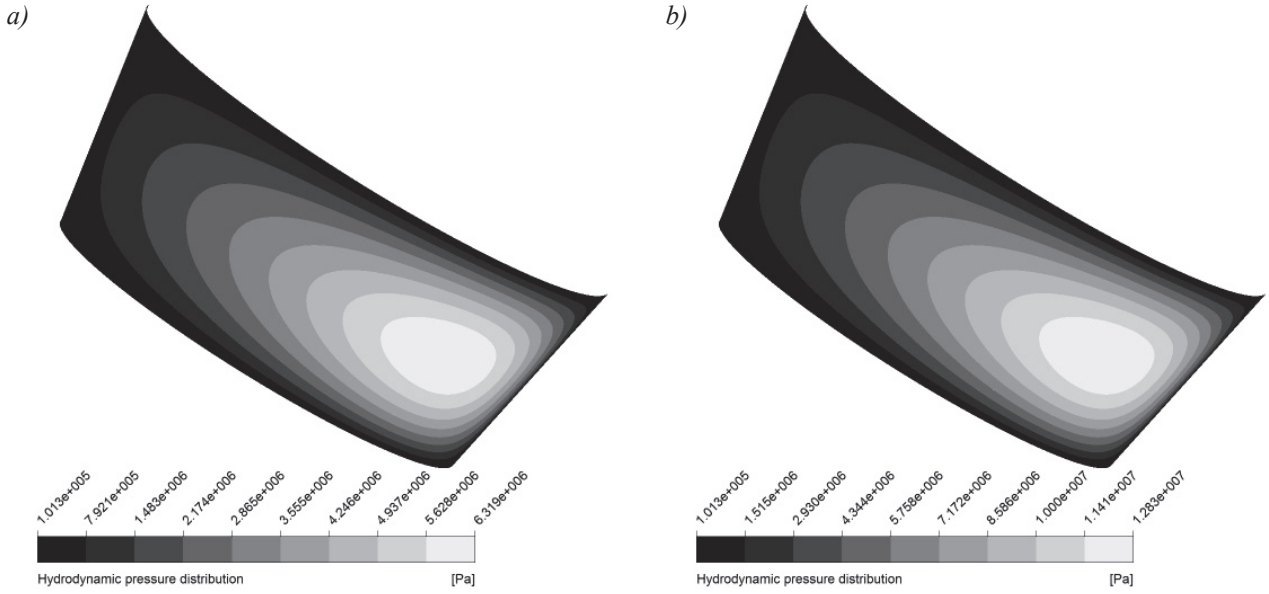 a)
b)
1.013e+005
7.921e+005
1.483e+006
2.174e+006
2.865e+006
3.555e+006
4.246e+006
4.937e+006
5.628e+006
6.319e+006
Hydrodynamic pressure distribution [Pa]
1.013e+005
1.515e+006
2.930e+006
4.344e+006
5.758e+006
7.172e+006
8.586e+006
1.000e+007
1.141e+007
1.283e+007
Hydrodynamic pressure distribution [Pa]